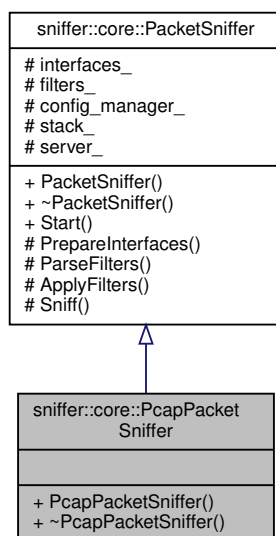 sniffer::core::PacketSniffer
# interfaces_
# filters_
# config_manager_
# stack_
# server_
+ PacketSniffer()
+ ~PacketSniffer()
+ Start()
# PrepareInterfaces()
# ParseFilters()
# ApplyFilters()
# Sniff()
sniffer::core::PcapPacket
Sniffer
+ PcapPacketSniffer()
+ ~PcapPacketSniffer()